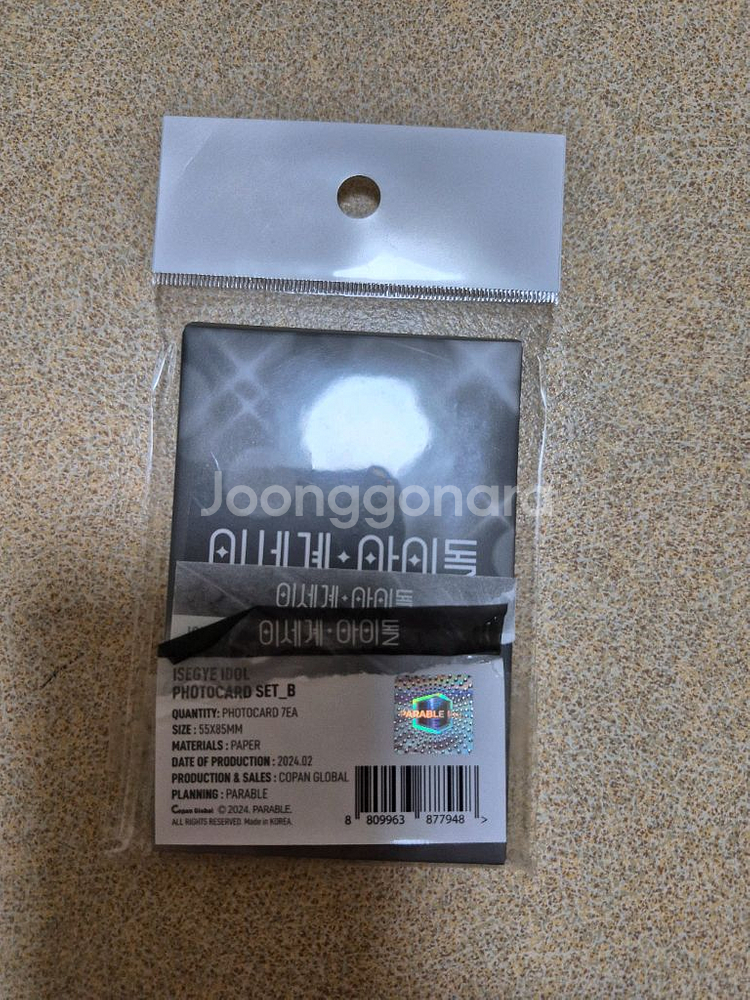 Joonggonara
이세계·아이돌
이세계·아이돌
이세계·아이돌
ISEGYE IDOL
PHOTOCARD SET_B
QUANTITY: PHOTOCARD 7EA
SIZE : 55X85MM
MATERIALS : PAPER
DATE OF PRODUCTION : 2024.02
PRODUCTION & SALES : COPAN GLOBAL
PLANNING : PARABLE
Copan Global © 2024. PARABLE.
ALL RIGHTS RESERVED. Made in KOREA.
PARABLE
8 809963 877948 >